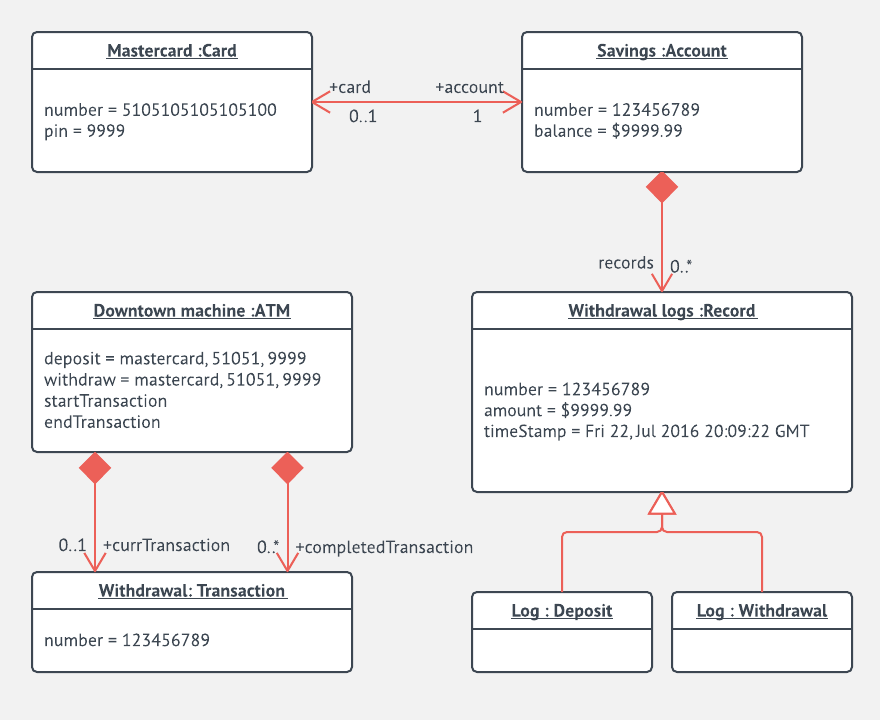 Mastercard :Card
number = 5105105105105100
pin = 9999
+card
0..1
+account
1
Savings :Account
number = 123456789
balance = $9999.99
records
0..*
Downtown machine :ATM
deposit = mastercard, 51051, 9999
withdraw = mastercard, 51051, 9999
startTransaction
endTransaction
Withdrawal logs :Record
number = 123456789
amount = $9999.99
timeStamp = Fri 22, Jul 2016 20:09:22 GMT
0..1
+currTransaction
0..*
+completedTransaction
Withdrawal: Transaction
number = 123456789
Log : Deposit
Log : Withdrawal